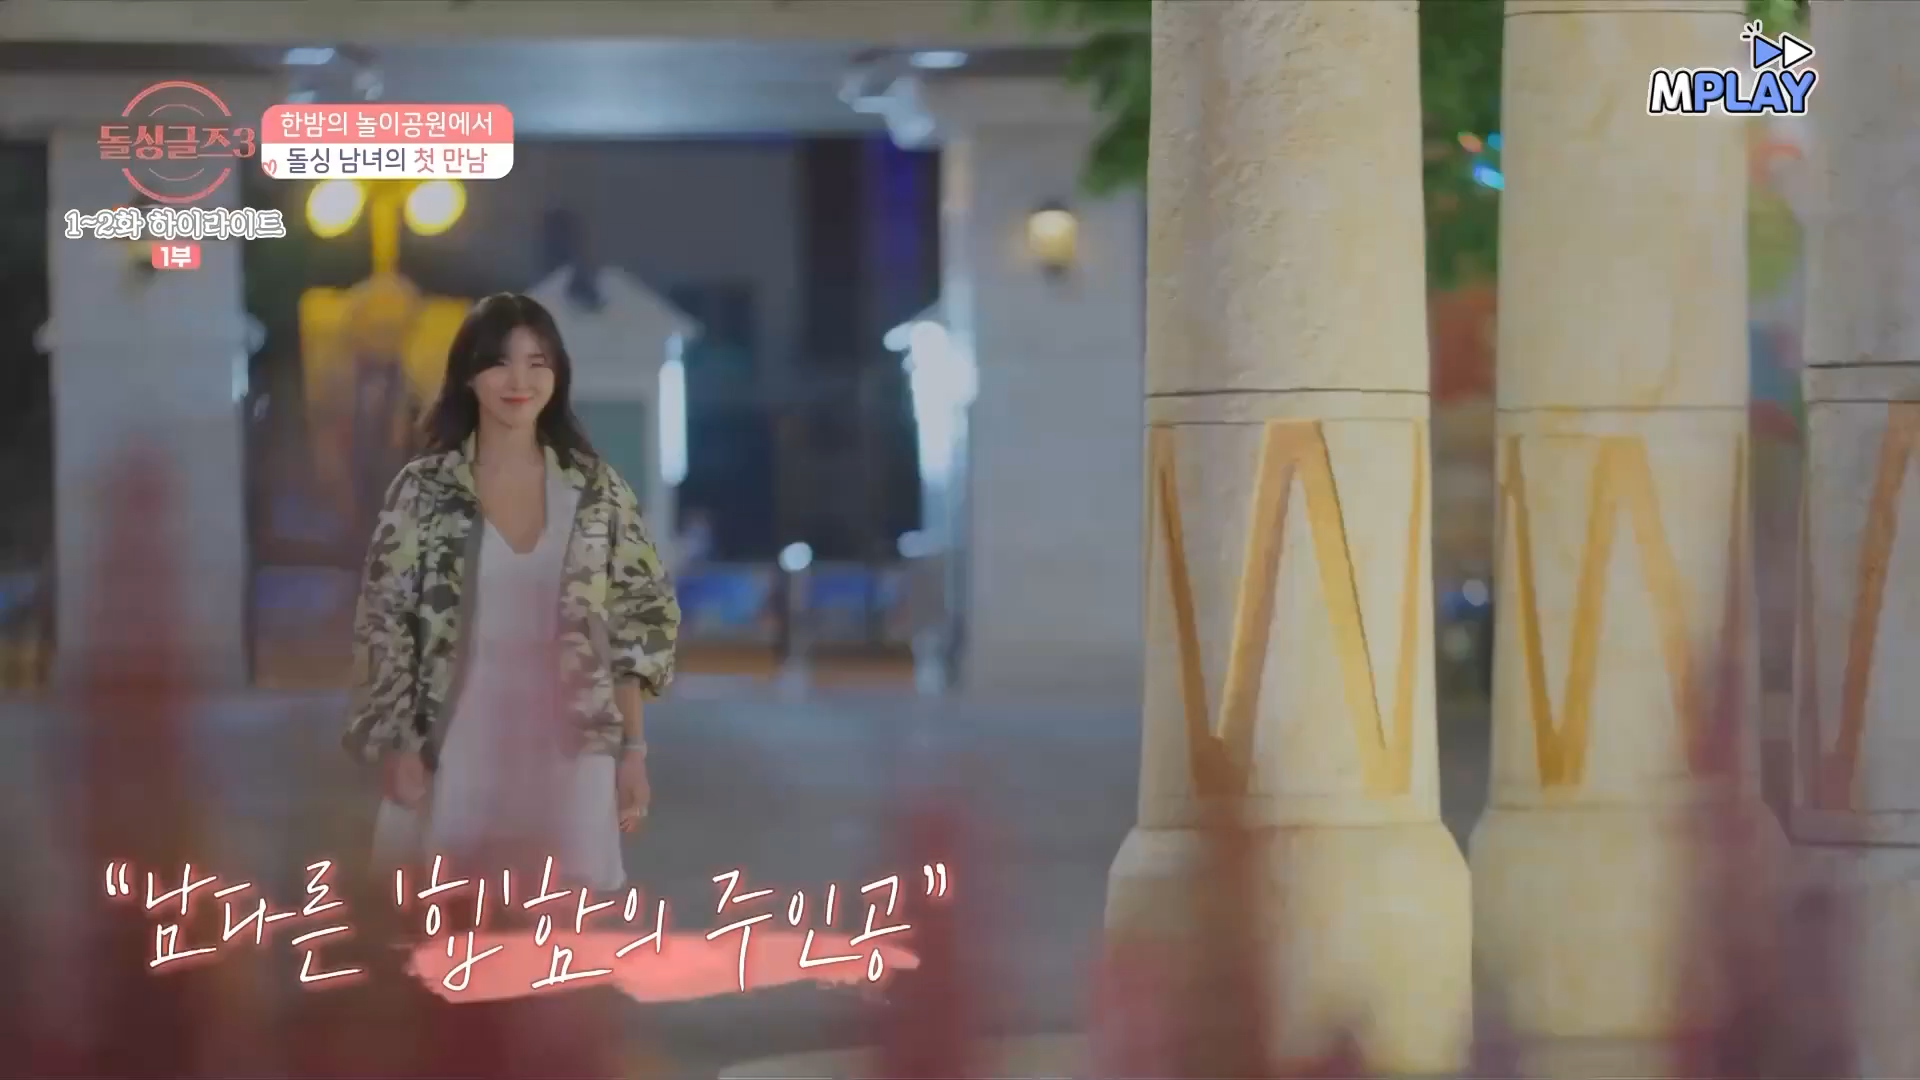 MPLAY
돌싱글즈3
한밤의 놀이공원에서
돌싱 남녀의 첫 만남
1~2화 하이라이트
1부
“남다른 '힙'함의 주인공”